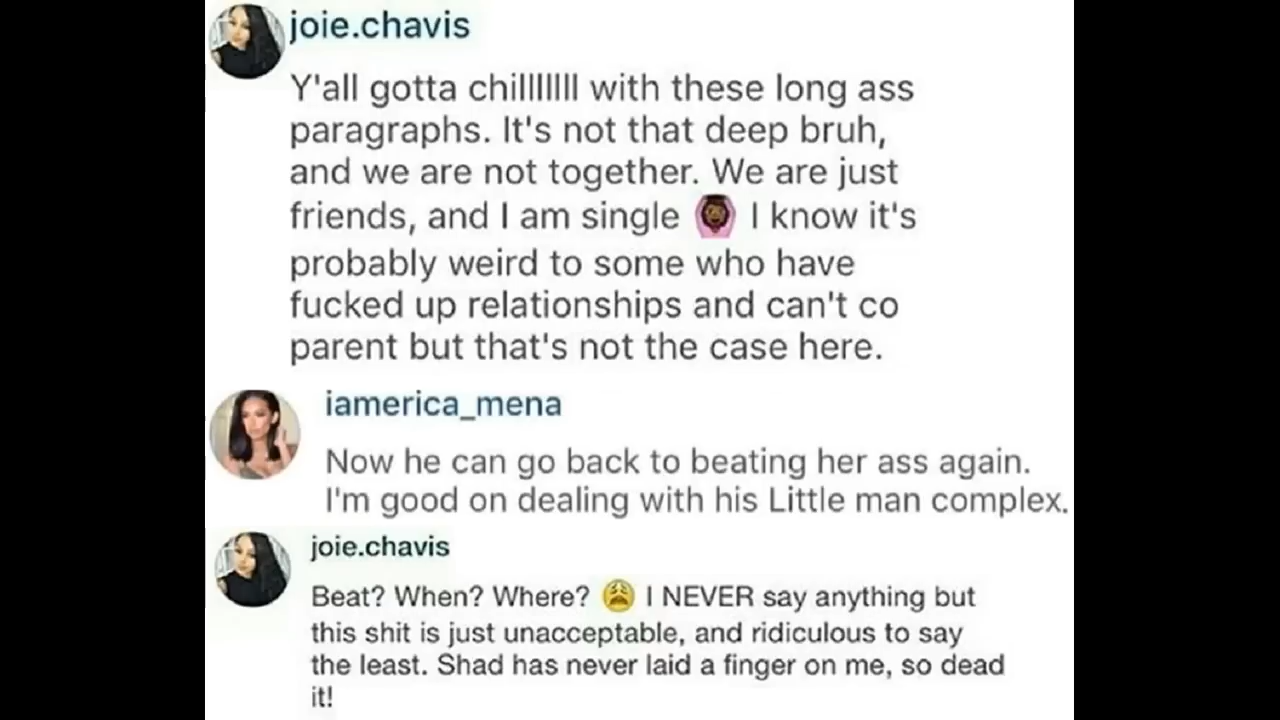 joie.chavis
Y'all gotta chilllllll with these long ass
paragraphs. It's not that deep bruh,
and we are not together. We are just
friends, and I am single 🙆🏾 I know it's
probably weird to some who have
fucked up relationships and can't co
parent but that's not the case here.
iamerica_mena
Now he can go back to beating her ass again.
I'm good on dealing with his Little man complex.
joie.chavis
Beat? When? Where? 😩 I NEVER say anything but
this shit is just unacceptable, and ridiculous to say
the least. Shad has never laid a finger on me, so dead
it!